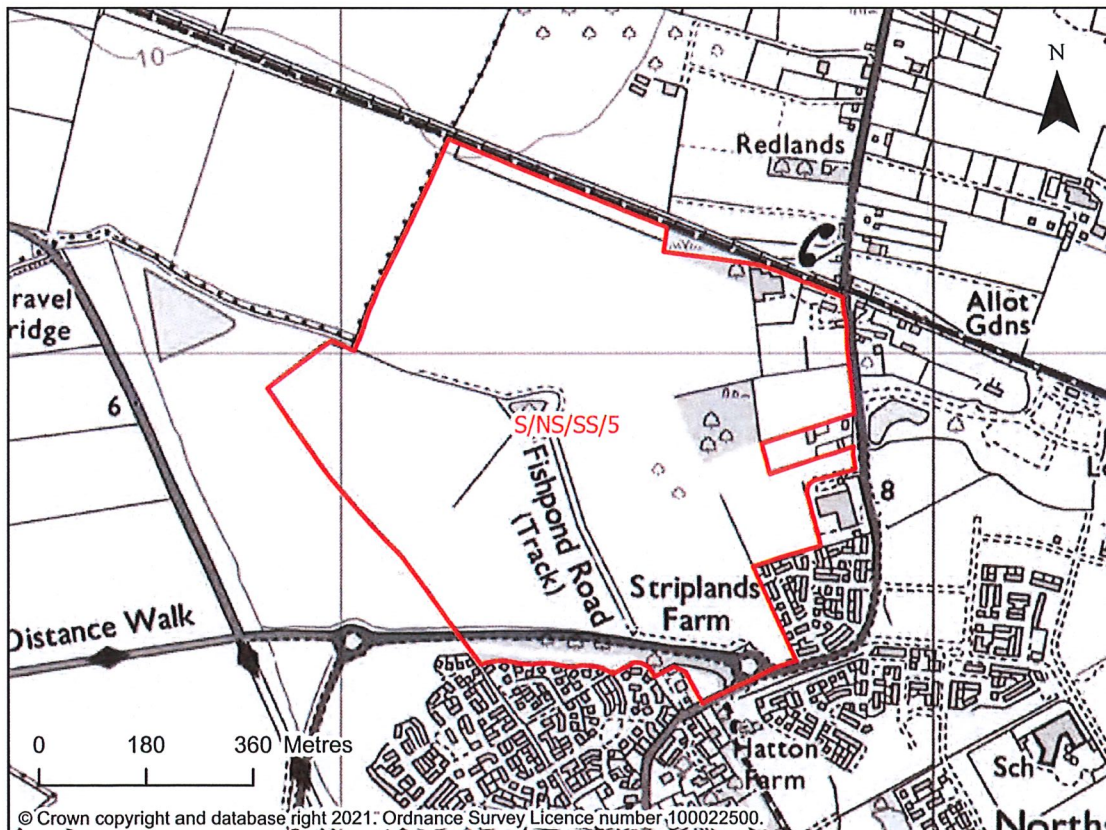 10
N
Redlands
ravel
ridge
Allot
Gdns
6
S/NS/SS/5
Fishpond Road
(Track)
8
Striplands
Farm
Distance Walk
0 180 360 Metres
Hatton
Farm
Sch
© Crown copyright and database right 2021. Ordnance Survey Licence number 100022500.
Norths